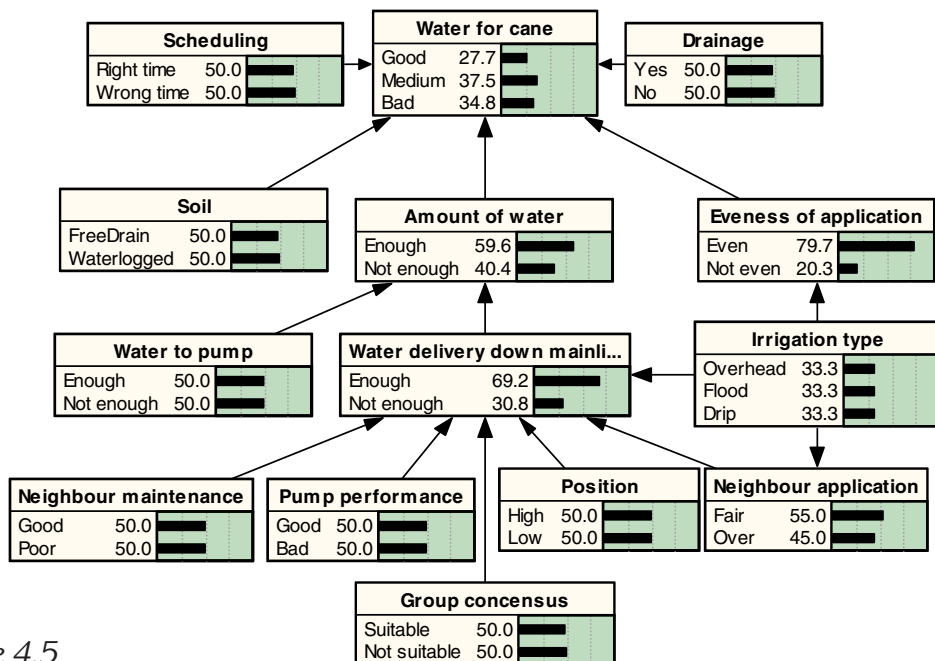 Scheduling
Right time 50.0
Wrong time 50.0
Water for cane
Good 27.7
Medium 37.5
Bad 34.8
Drainage
Yes 50.0
No 50.0
Soil
FreeDrain 50.0
Waterlogged 50.0
Amount of water
Enough 59.6
Not enough 40.4
Eveness of application
Even 79.7
Not even 20.3
Water to pump
Enough 50.0
Not enough 50.0
Water delivery down mainli...
Enough 69.2
Not enough 30.8
Irrigation type
Overhead 33.3
Flood 33.3
Drip 33.3
Neighbour maintenance
Good 50.0
Poor 50.0
Pump performance
Good 50.0
Bad 50.0
Position
High 50.0
Low 50.0
Neighbour application
Fair 55.0
Over 45.0
Group concensus
Suitable 50.0
Not suitable 50.0
4.5